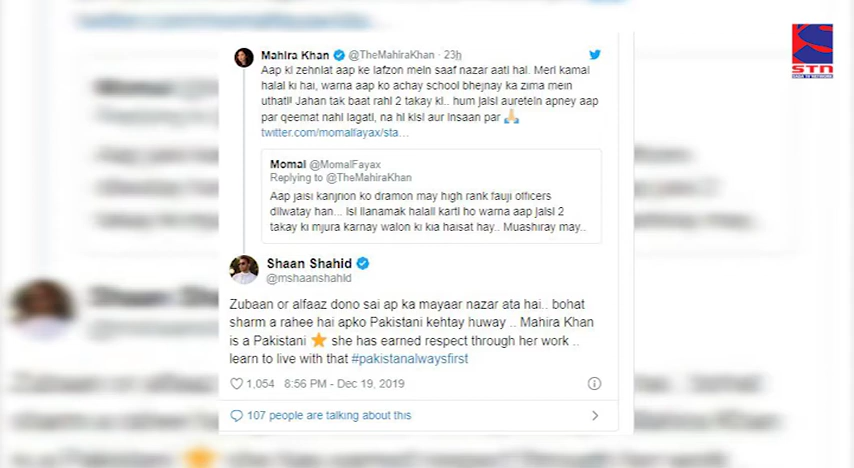 Mahira Khan @TheMahiraKhan · 23h
Aap ki zehniat aap ke lafzon mein saaf nazar aati hai. Meri kamai
halal ki hai, warna aap ko achay school bhejnay ka zima mein
uthati! Jahan tak baat rahi 2 takay ki.. hum jaisi auretein apney aap
par qeemat nahi lagati, na hi kisi aur insaan par 🙏🏻
twitter.com/momalfayax/sta…
Momal @MomalFayax
Replying to @TheMahiraKhan
Aap jaisi kanjrion ko dramon may high rank fauji officers
dilwatay han... isi lianamak halali karti ho warna aap jaisi 2
takay ki mjura karnay walon ki kia haisat hay.. Muashiray may..
Shaan Shahid
@mshaanshahid
Zubaan or alfaaz dono sai ap ka mayaar nazar ata hai.. bohat
sharm a rahee hai apko Pakistani kehtay huway .. Mahira Khan
is a Pakistani ⭐ she has earned respect through her work ..
learn to live with that #pakistanalwaysfirst
1,054 8:56 PM - Dec 19, 2019
107 people are talking about this
STN